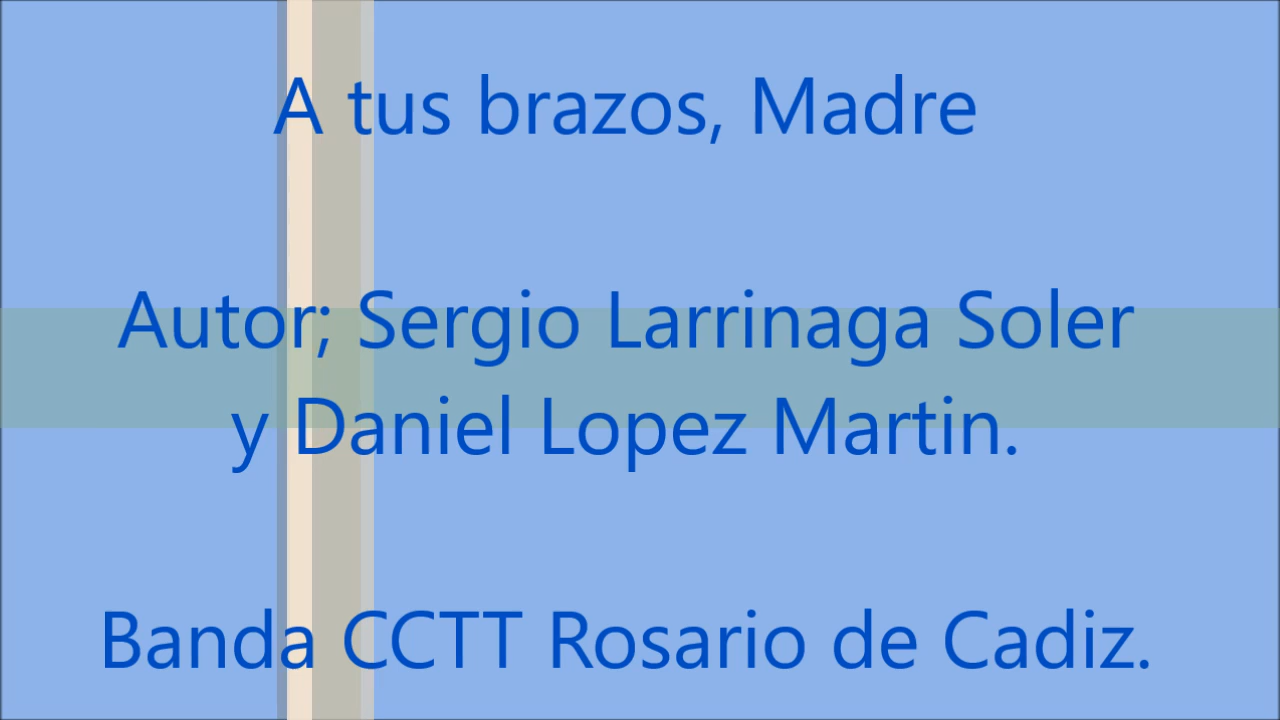 A tus brazos, Madre
Autor; Sergio Larrinaga Soler
y Daniel Lopez Martin.
Banda CCTT Rosario de Cadiz.